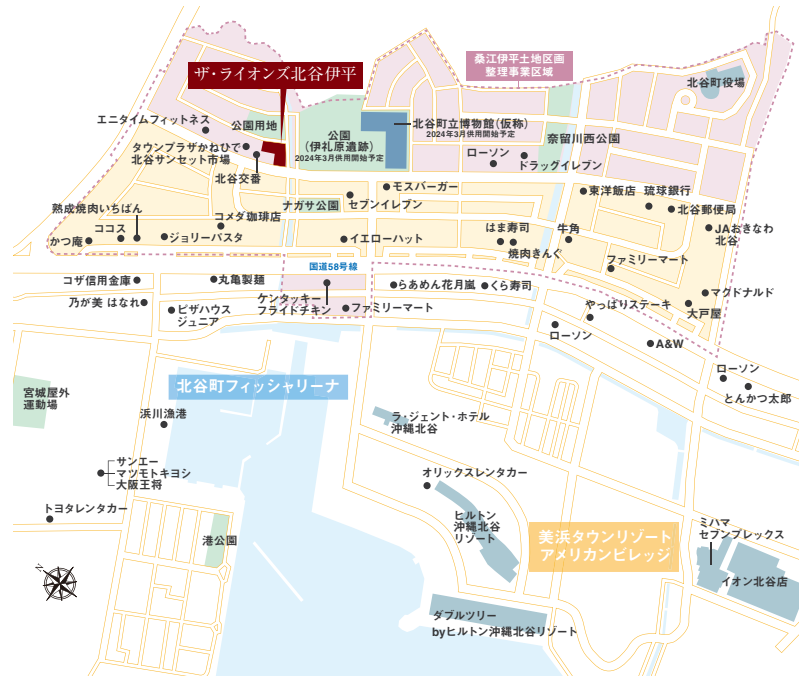 ザ・ライオンズ北谷伊平
桑江伊平土地区画
整理事業区域
北谷町役場
エニタイムフィットネス
公園用地
公園
（伊礼原遺跡）
2024年3月供用開始予定
北谷町立博物館（仮称）
2024年3月供用開始予定
奈留川西公園
タウンプラザかねひで
北谷サンセット市場
ローソン
ドラッグイレブン
北谷交番
モスバーガー
セブンイレブン
ナガサ公園
東洋飯店
琉球銀行
北谷郵便局
熟成焼肉いちばん
コメダ珈琲店
ココス
かつ庵
ジョリーパスタ
イエローハット
はま寿司
焼肉きんぐ
牛角
JAおきなわ
北谷
ファミリーマート
国道58号線
コザ信用金庫
丸亀製麺
乃が美 はなれ
ピザハウス
ジュニア
ケンタッキー
フライドチキン
ファミリーマート
らあめん花月嵐
くら寿司
やっぱりステーキ
マクドナルド
大戸屋
ローソン
A&W
ローソン
とんかつ太郎
北谷町フィッシャリーナ
宮城屋外
運動場
浜川漁港
ラ・ジェント・ホテル
沖縄北谷
サンエー
マツモトキヨシ
大阪王将
オリックスレンタカー
トヨタレンタカー
港公園
ヒルトン
沖縄北谷
リゾート
美浜タウンリゾート
アメリカンビレッジ
ミハマ
セブンプレックス
イオン北谷店
ダブルツリー
byヒルトン沖縄北谷リゾート
N